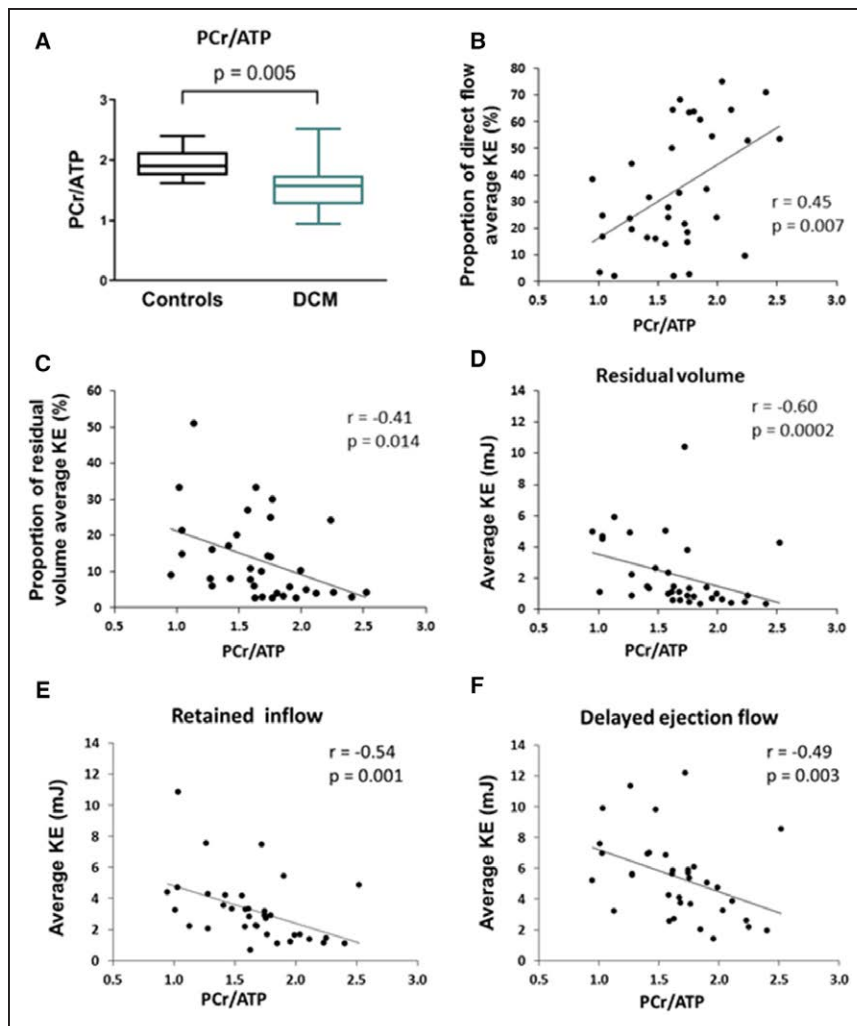 A
PCr/ATP
p = 0.005
PCr/ATP
3
2
1
0
Controls
DCM
B
Proportion of direct flow
average KE (%)
80
70
60
50
40
30
20
10
0
r = 0.45
p = 0.007
0.5
1.0
1.5
2.0
2.5
3.0
PCr/ATP
C
Proportion of residual
volume average KE (%)
60
50
40
30
20
10
0
r = -0.41
p = 0.014
0.5
1.0
1.5
2.0
2.5
3.0
PCr/ATP
D
Residual volume
Average KE (mJ)
14
12
10
8
6
4
2
0
r = -0.60
p = 0.0002
0.5
1.0
1.5
2.0
2.5
3.0
PCr/ATP
E
Retained inflow
Average KE (mJ)
14
12
10
8
6
4
2
0
r = -0.54
p = 0.001
0.5
1.0
1.5
2.0
2.5
3.0
PCr/ATP
F
Delayed ejection flow
Average KE (mJ)
14
12
10
8
6
4
2
0
r = -0.49
p = 0.003
0.5
1.0
1.5
2.0
2.5
3.0
PCr/ATP